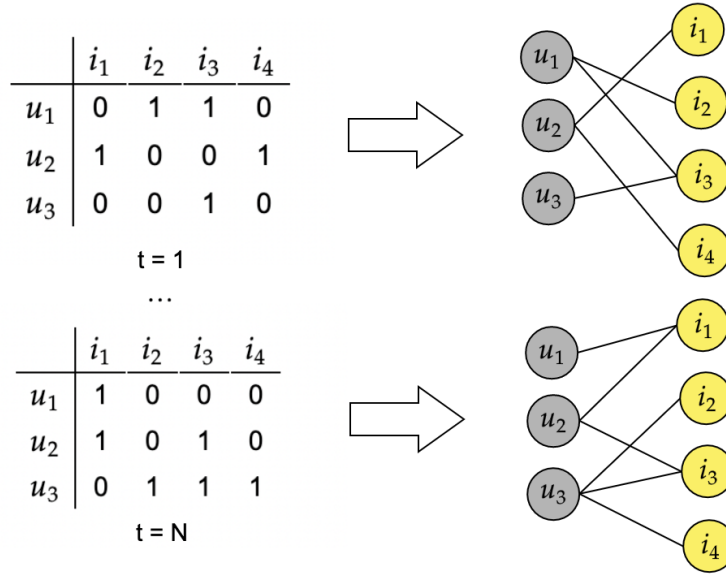 i₁ i₂ i₃ i₄
u₁ 0 1 1 0
u₂ 1 0 0 1
u₃ 0 0 1 0
t = 1
...
u₁
u₂
u₃
i₁
i₂
i₃
i₄
i₁ i₂ i₃ i₄
u₁ 1 0 0 0
u₂ 1 0 1 0
u₃ 0 1 1 1
t = N
u₁
u₂
u₃
i₁
i₂
i₃
i₄